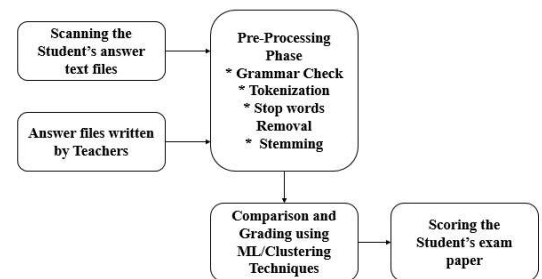 Scanning the
Student's answer
text files
Answer files written
by Teachers
Pre-Processing
Phase
* Grammar Check
* Tokenization
* Stop words
Removal
* Stemming
Comparison and
Grading using
ML/Clustering
Techniques
Scoring the
Student's exam
paper